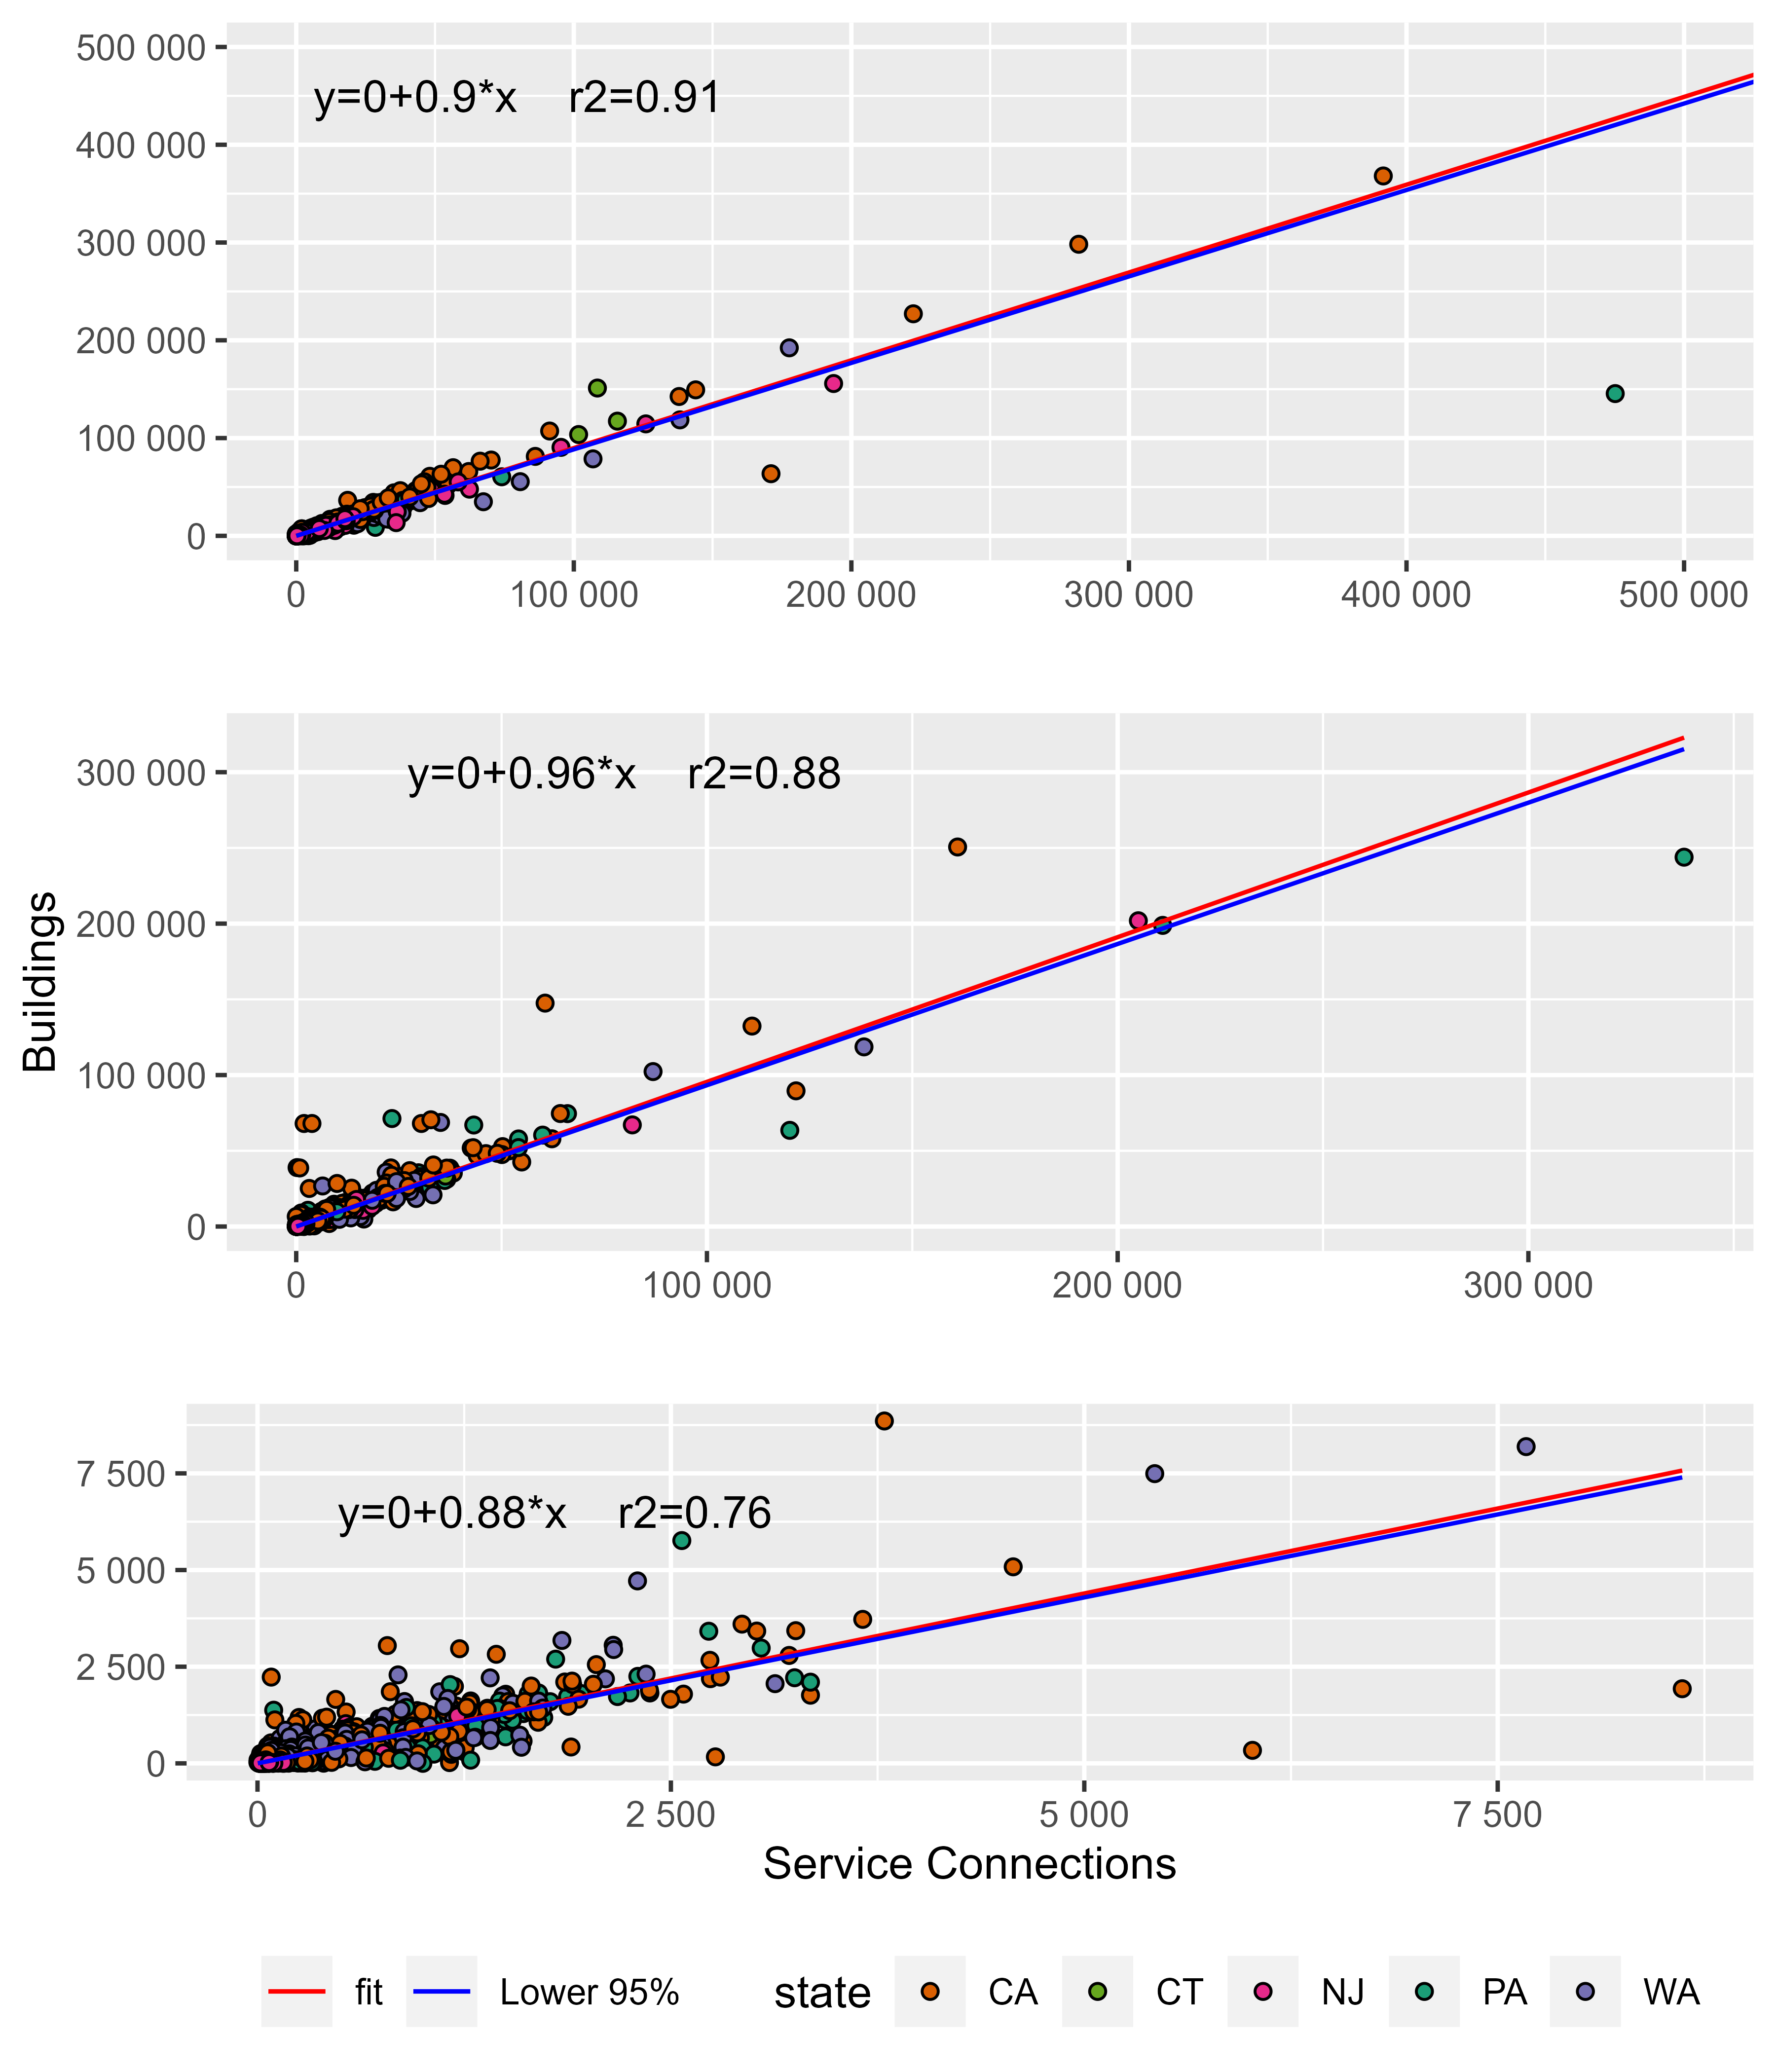 500 000
y=0+0.9*x r2=0.91
400 000
300 000
200 000
100 000
0
0 100 000 200 000 300 000 400 000 500 000
y=0+0.96*x r2=0.88
300 000
200 000
100 000
0
0 100 000 200 000 300 000
Buildings
7 500
y=0+0.88*x r2=0.76
5 000
2 500
0
0 2 500 5 000 7 500
Service Connections
fit Lower 95% state CA CT NJ PA WA